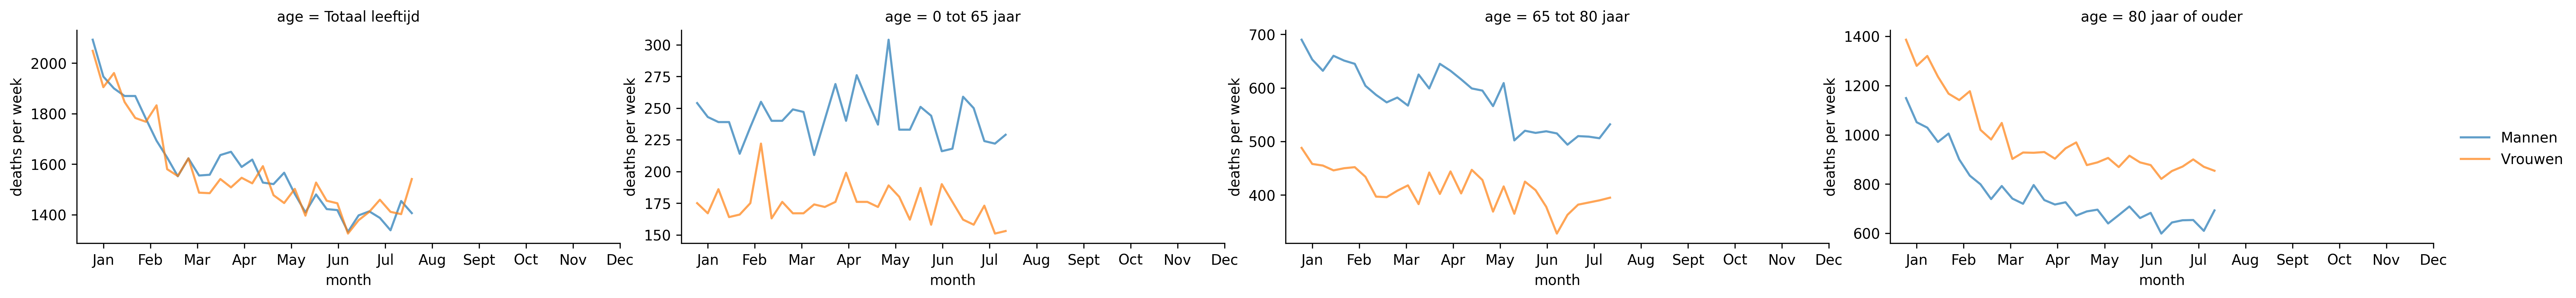 age = Totaal leeftijd
deaths per week
2000
1800
1600
1400
Jan Feb Mar Apr May Jun Jul Aug Sept Oct Nov Dec
month
age = 0 tot 65 jaar
deaths per week
300
275
250
225
200
175
150
Jan Feb Mar Apr May Jun Jul Aug Sept Oct Nov Dec
month
age = 65 tot 80 jaar
deaths per week
700
600
500
400
Jan Feb Mar Apr May Jun Jul Aug Sept Oct Nov Dec
month
age = 80 jaar of ouder
deaths per week
1400
1200
1000
800
600
Jan Feb Mar Apr May Jun Jul Aug Sept Oct Nov Dec
month
Mannen
Vrouwen